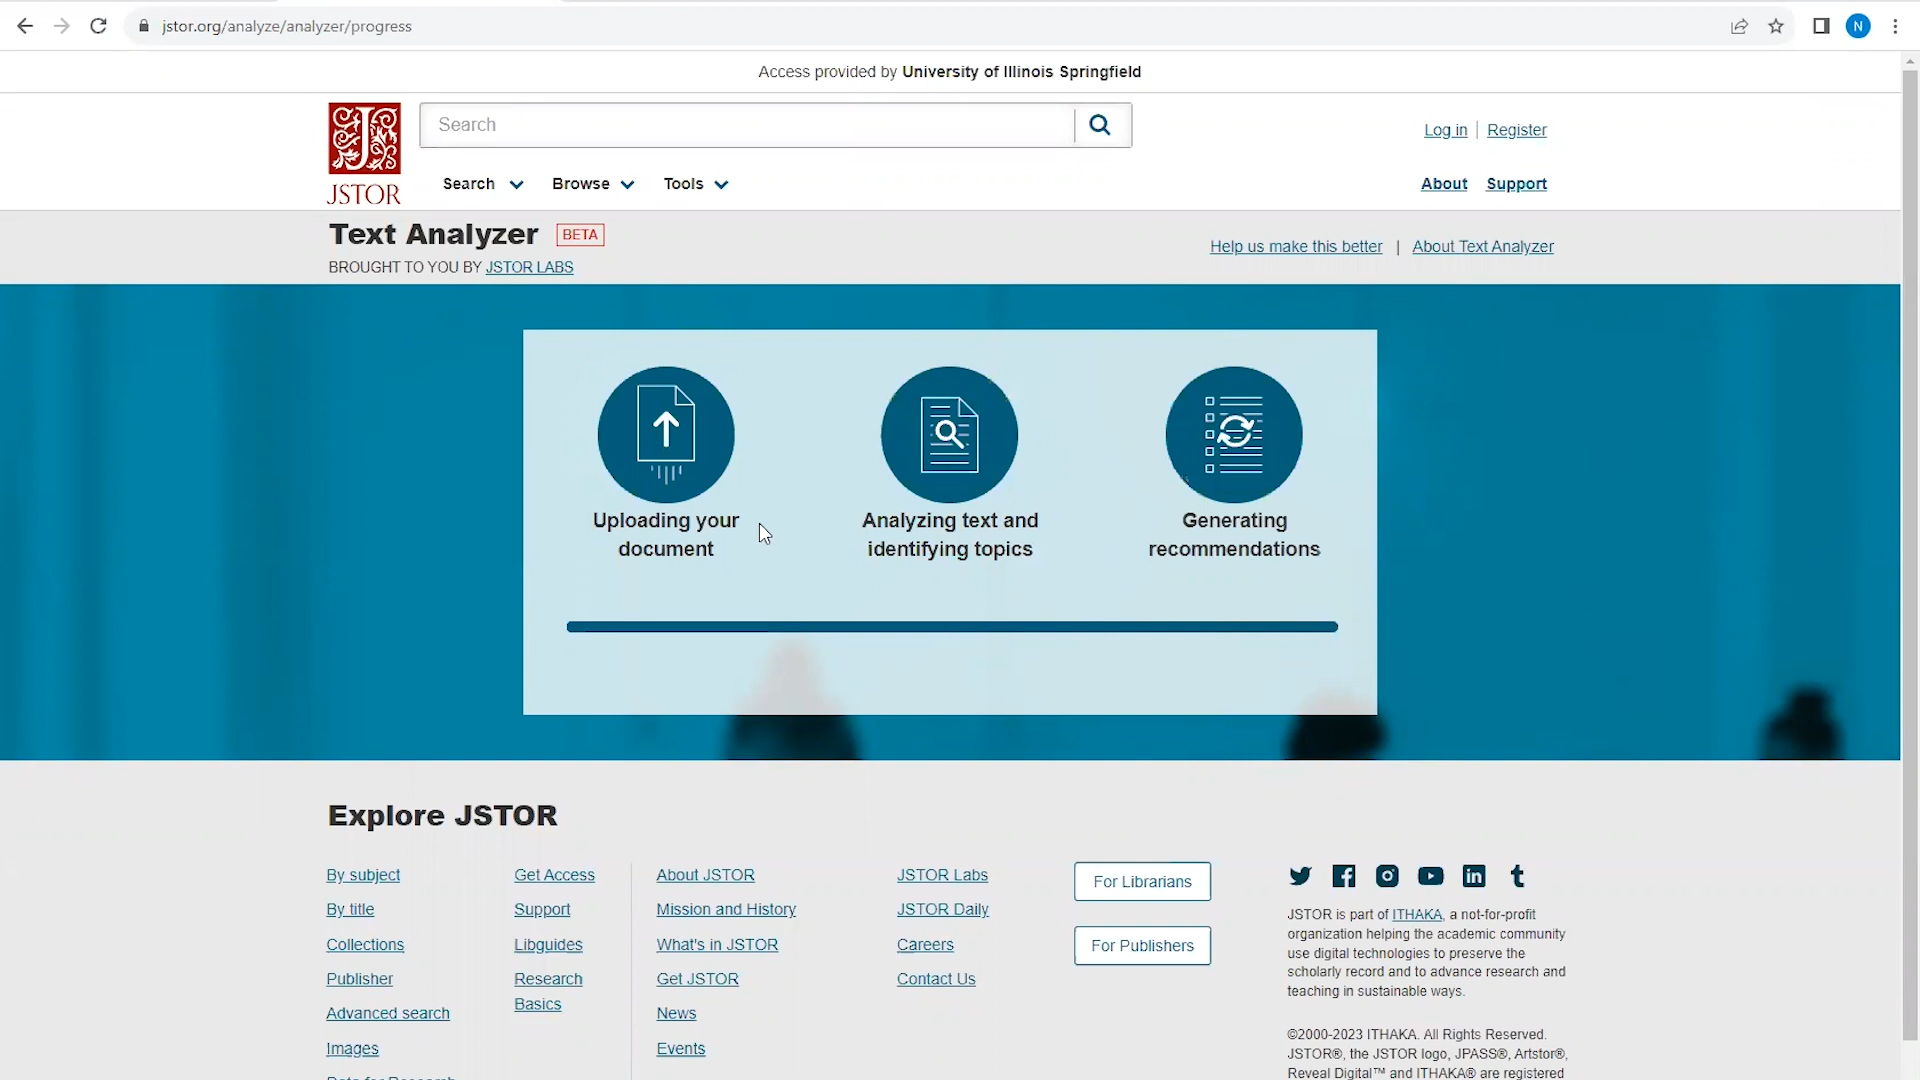 jstor.org/analyze/analyzer/progress
N
Access provided by University of Illinois Springfield
JSTOR
Search
Log in | Register
Search Browse Tools
About Support
Text Analyzer BETA
BROUGHT TO YOU BY JSTOR LABS
Help us make this better | About Text Analyzer
Uploading your
document
Analyzing text and
identifying topics
Generating
recommendations
Explore JSTOR
By subject
By title
Collections
Publisher
Advanced search
Images
Get Access
Support
Libguides
Research
Basics
About JSTOR
Mission and History
What's in JSTOR
Get JSTOR
News
Events
JSTOR Labs
JSTOR Daily
Careers
Contact Us
For Librarians
For Publishers
JSTOR is part of ITHAKA, a not-for-profit
organization helping the academic community
use digital technologies to preserve the
scholarly record and to advance research and
teaching in sustainable ways.
©2000-2023 ITHAKA. All Rights Reserved.
JSTOR®, the JSTOR logo, JPASS®, Artstor®,
Reveal Digital™ and ITHAKA® are registered